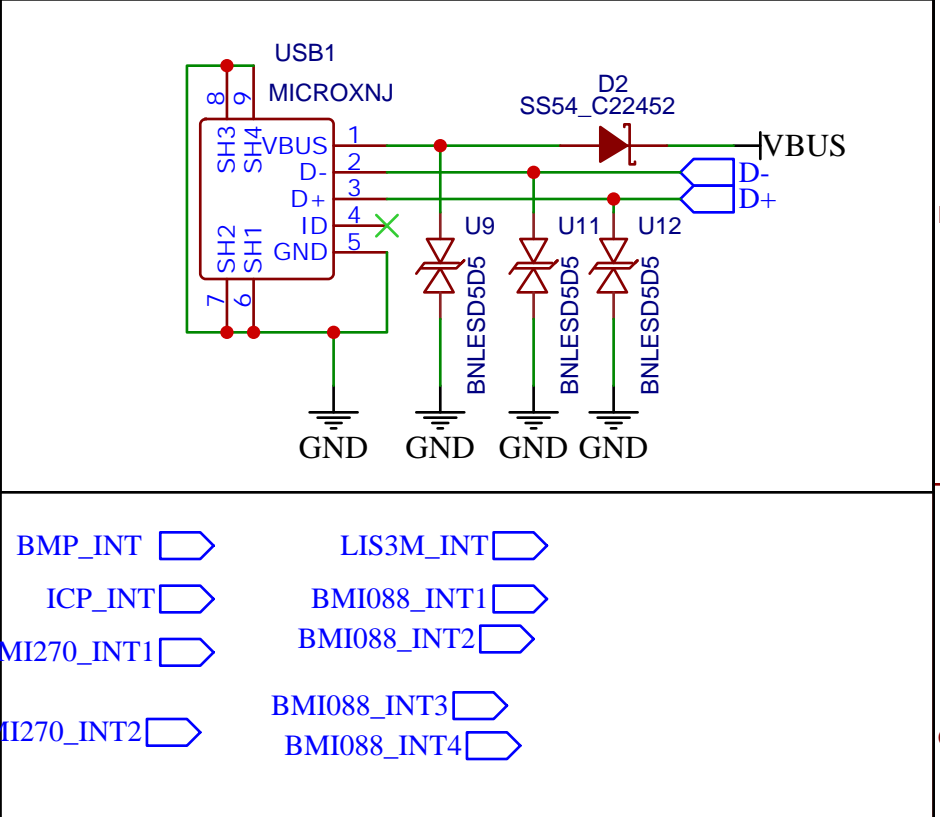 USB1
MICROXNJ
D2
SS54_C22452
8
9
SH3
SH4
VBUS
1
VBUS
D-
2
D-
D+
3
D+
ID
4
U9
U11
U12
SH2
SH1
GND
5
BNLESD5D5
BNLESD5D5
BNLESD5D5
7
6
GND
GND
GND
GND
BMP_INT
LIS3M_INT
ICP_INT
BMI088_INT1
MI270_INT1
BMI088_INT2
BMI088_INT3
MI270_INT2
BMI088_INT4